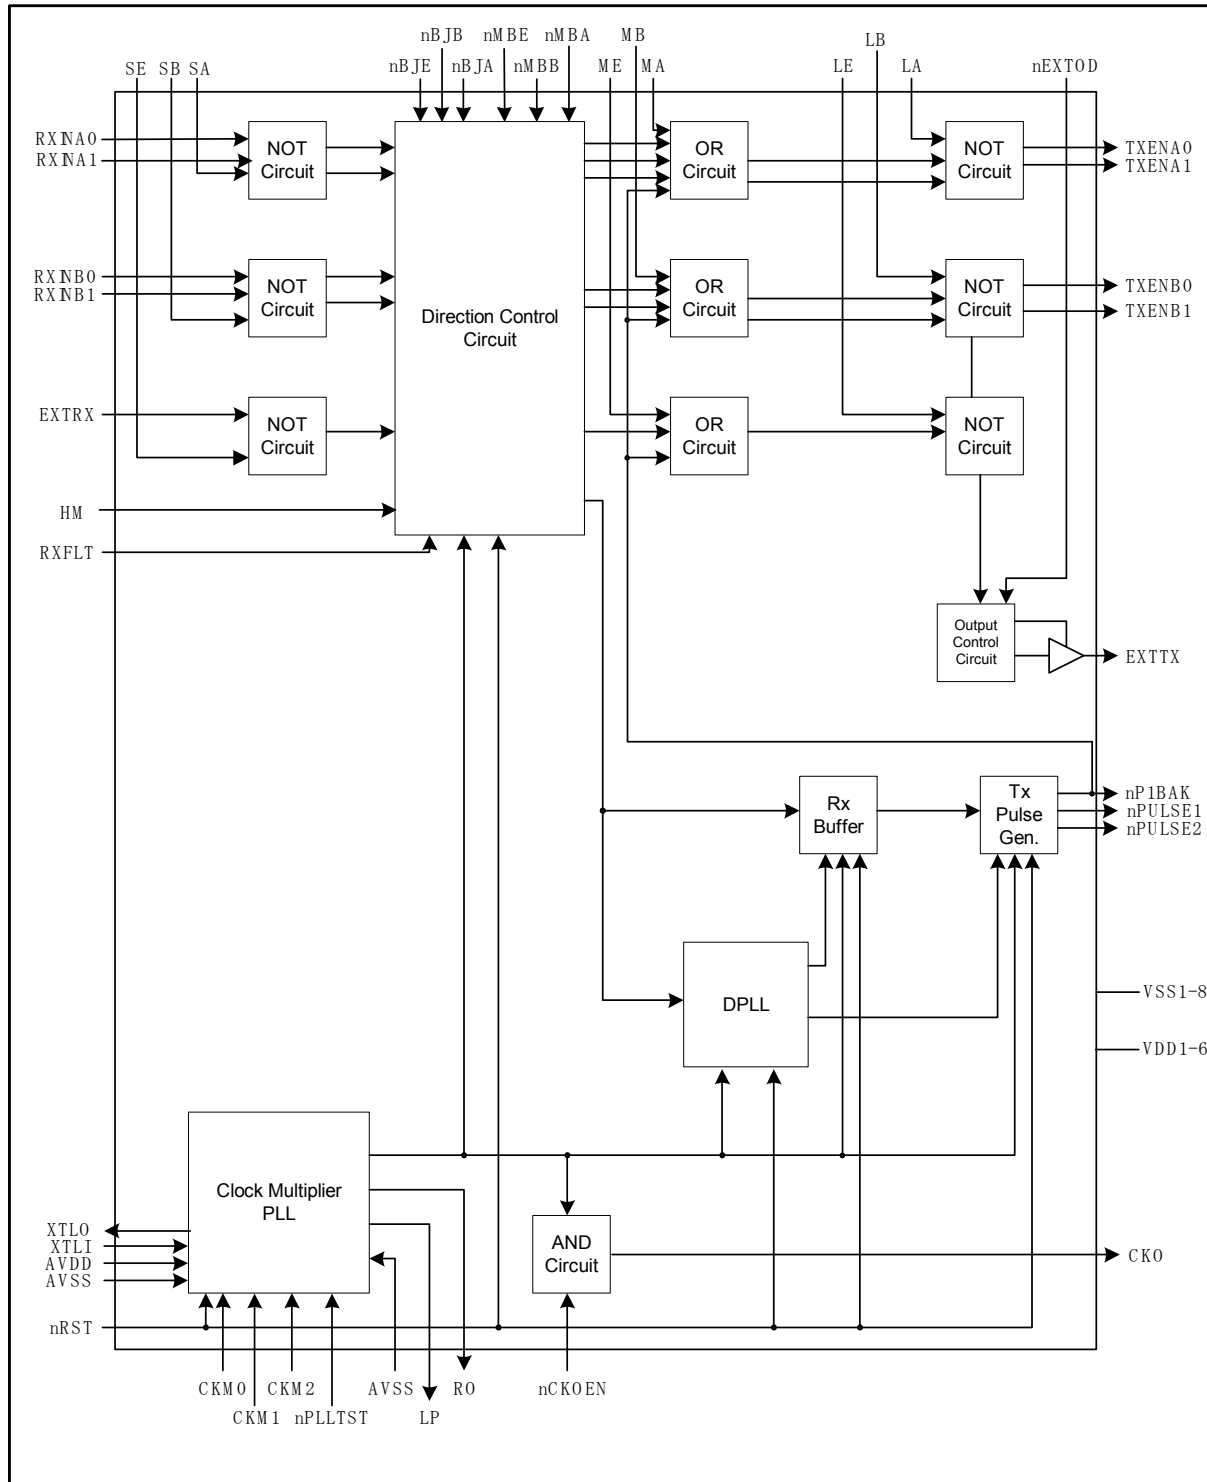 nBJB
nMBE
nMBA
MB
LB
SE
SB
SA
nBJE
nBJA
nMBB
ME
MA
LE
LA
nEXTOD
RXINA0
RXINA1
NOT
Circuit
OR
Circuit
NOT
Circuit
TXENA0
TXENA1
RXINB0
RXINB1
NOT
Circuit
Direction Control
Circuit
OR
Circuit
NOT
Circuit
TXENB0
TXENB1
EXTRX
NOT
Circuit
OR
Circuit
NOT
Circuit
HM
RXFLT
Output
Control
Circuit
EXTTX
Rx
Buffer
Tx
Pulse
Gen.
nP1BAK
nPULSE1
nPULSE2
DPLL
VSS1-8
VDD1-6
Clock Multiplier
PLL
XTLO
XTLI
AVDD
AVSS
AND
Circuit
CKO
nRST
CKM0
CKM2
AVSS
RO
nCKOEN
CKM1
nPLLTST
LP